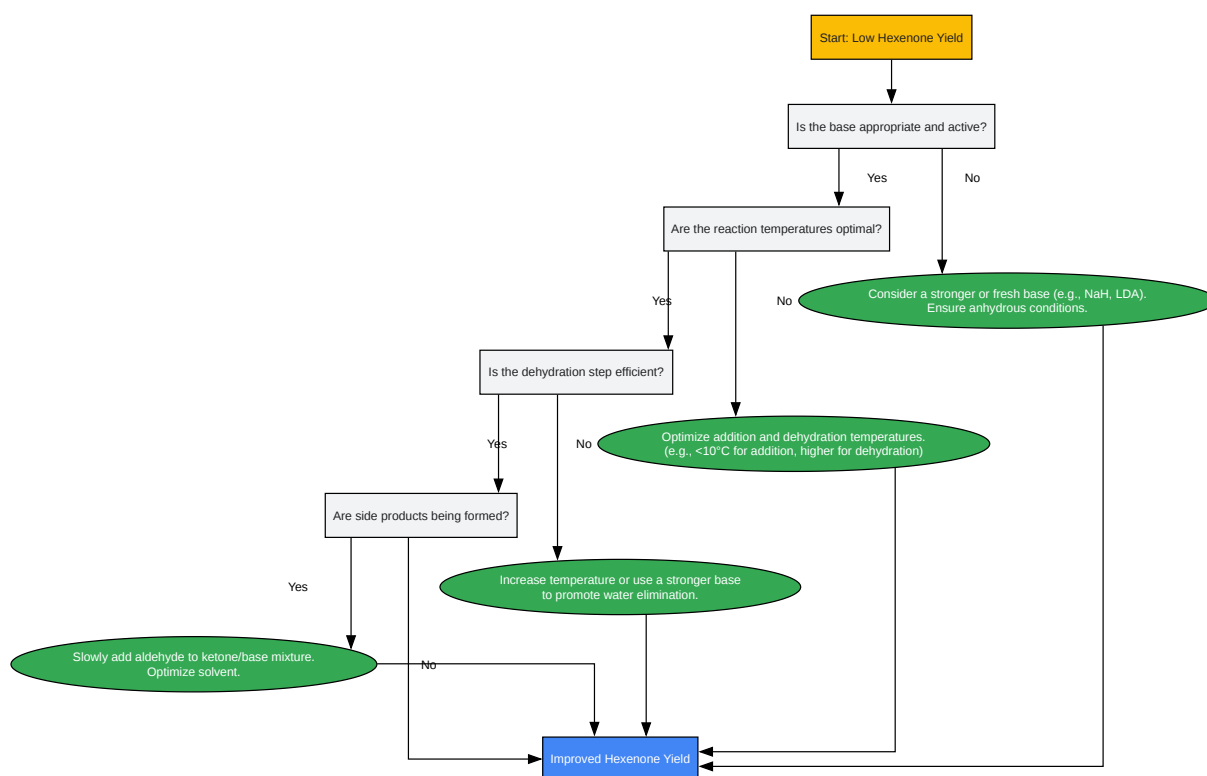 Start: Low Hexenone Yield
Is the base appropriate and active?
Yes
No
Are the reaction temperatures optimal?
Consider a stronger or fresh base (e.g., NaH, LDA).
Ensure anhydrous conditions.
Yes
No
Is the dehydration step efficient?
Optimize addition and dehydration temperatures.
(e.g., <10°C for addition, higher for dehydration)
Yes
No
Are side products being formed?
Increase temperature or use a stronger base
to promote water elimination.
Yes
No
Slowly add aldehyde to ketone/base mixture.
Optimize solvent.
Improved Hexenone Yield